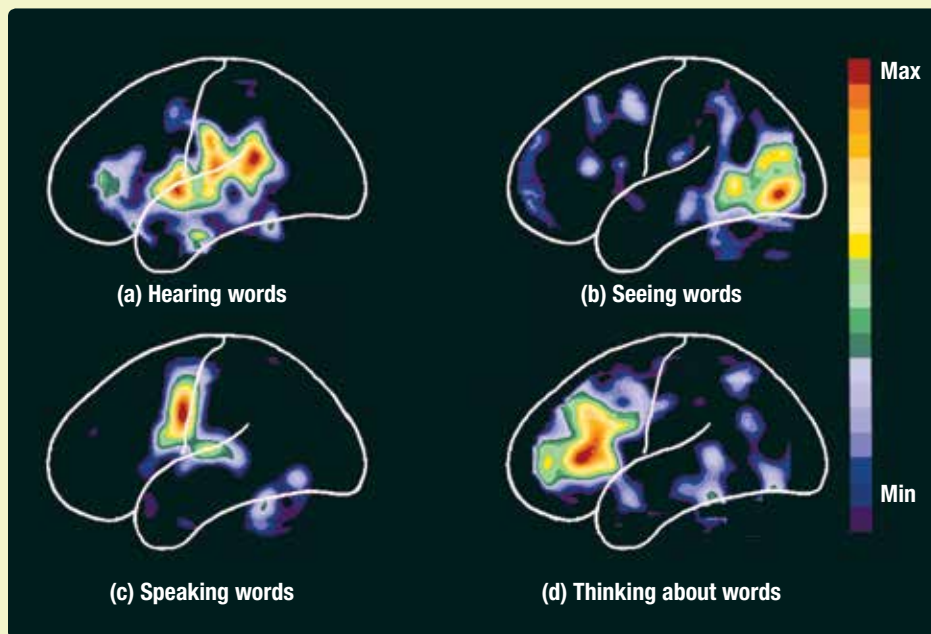 Max
(a) Hearing words
(b) Seeing words
Min
(c) Speaking words
(d) Thinking about words